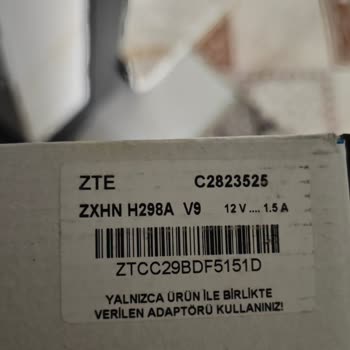 ZTE C2823525
ZXHN H298A V9 12 V .... 1.5 A
ZTCC29BDF5151D
YALNIZCA ÜRÜN İLE BİRLİKTE
VERİLEN ADAPTÖRÜ KULLANINIZ!